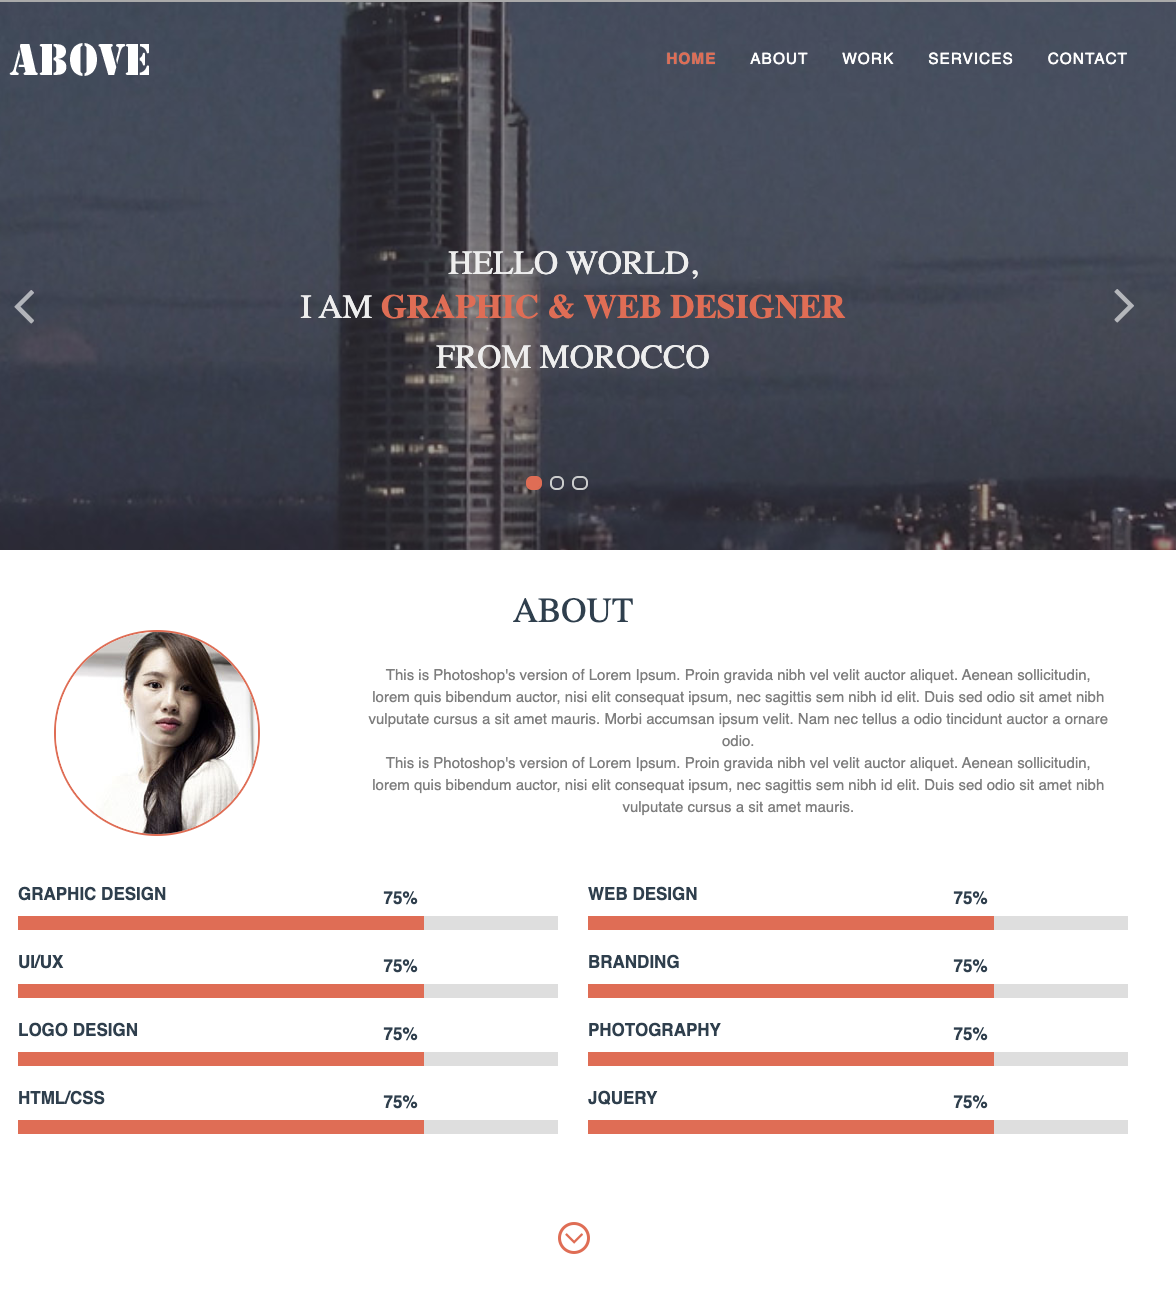 ABOVE
HOME ABOUT WORK SERVICES CONTACT
HELLO WORLD,
I AM GRAPHIC & WEB DESIGNER
FROM MOROCCO
ABOUT
This is Photoshop's version of Lorem Ipsum. Proin gravida nibh vel velit auctor aliquet. Aenean sollicitudin,
lorem quis bibendum auctor, nisi elit consequat ipsum, nec sagittis sem nibh id elit. Duis sed odio sit amet nibh
vulputate cursus a sit amet mauris. Morbi accumsan ipsum velit. Nam nec tellus a odio tincidunt auctor a ornare
odio.
This is Photoshop's version of Lorem Ipsum. Proin gravida nibh vel velit auctor aliquet. Aenean sollicitudin,
lorem quis bibendum auctor, nisi elit consequat ipsum, nec sagittis sem nibh id elit. Duis sed odio sit amet nibh
vulputate cursus a sit amet mauris.
GRAPHIC DESIGN 75%
WEB DESIGN 75%
UI/UX 75%
BRANDING 75%
LOGO DESIGN 75%
PHOTOGRAPHY 75%
HTML/CSS 75%
JQUERY 75%